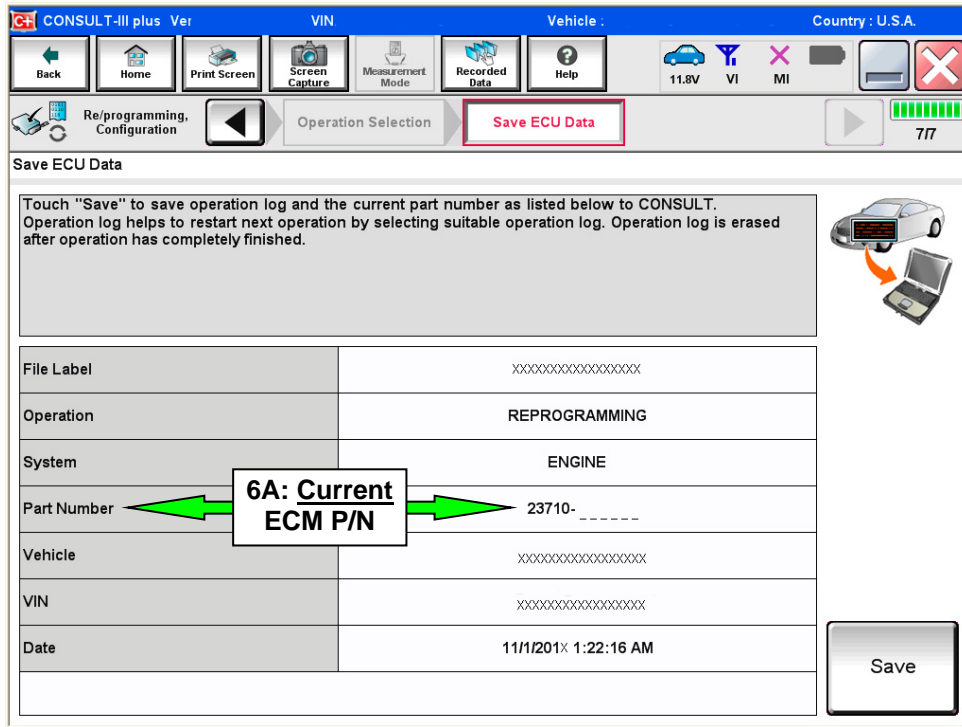 C+ CONSULT-III plus Ver VIN Vehicle : Country : U.S.A.
Back Home Print Screen Screen Capture Measurement Mode Recorded Data Help 11.8V VI MI
Re/programming, Configuration Operation Selection Save ECU Data 7/7
Save ECU Data
Touch "Save" to save operation log and the current part number as listed below to CONSULT.
Operation log helps to restart next operation by selecting suitable operation log. Operation log is erased
after operation has completely finished.
File Label XXXXXXXXXXXXXXXXX
Operation REPROGRAMMING
System ENGINE
6A: Current
ECM P/N
Part Number 23710- _ _ _ _ _ _
Vehicle XXXXXXXXXXXXXXXXX
VIN XXXXXXXXXXXXXXXXX
Date 11/1/201X 1:22:16 AM
Save